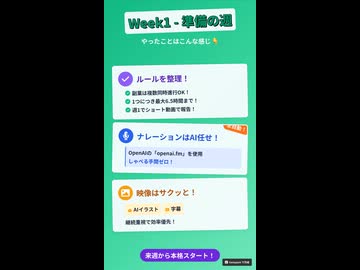 Week1 - 準備の週
やったことはこんな感じ👇
ルールを整理！
副業は複数同時進行OK！
1つにつき最大6.5時間まで！
週1でショート動画で報告！
ナレーションはAI任せ！
OpenAIの「openai.fm」を使用
しゃべる手間ゼロ！
映像はサクッと！
AIイラスト
字幕
継続重視で効率優先！
来週から本格スタート！